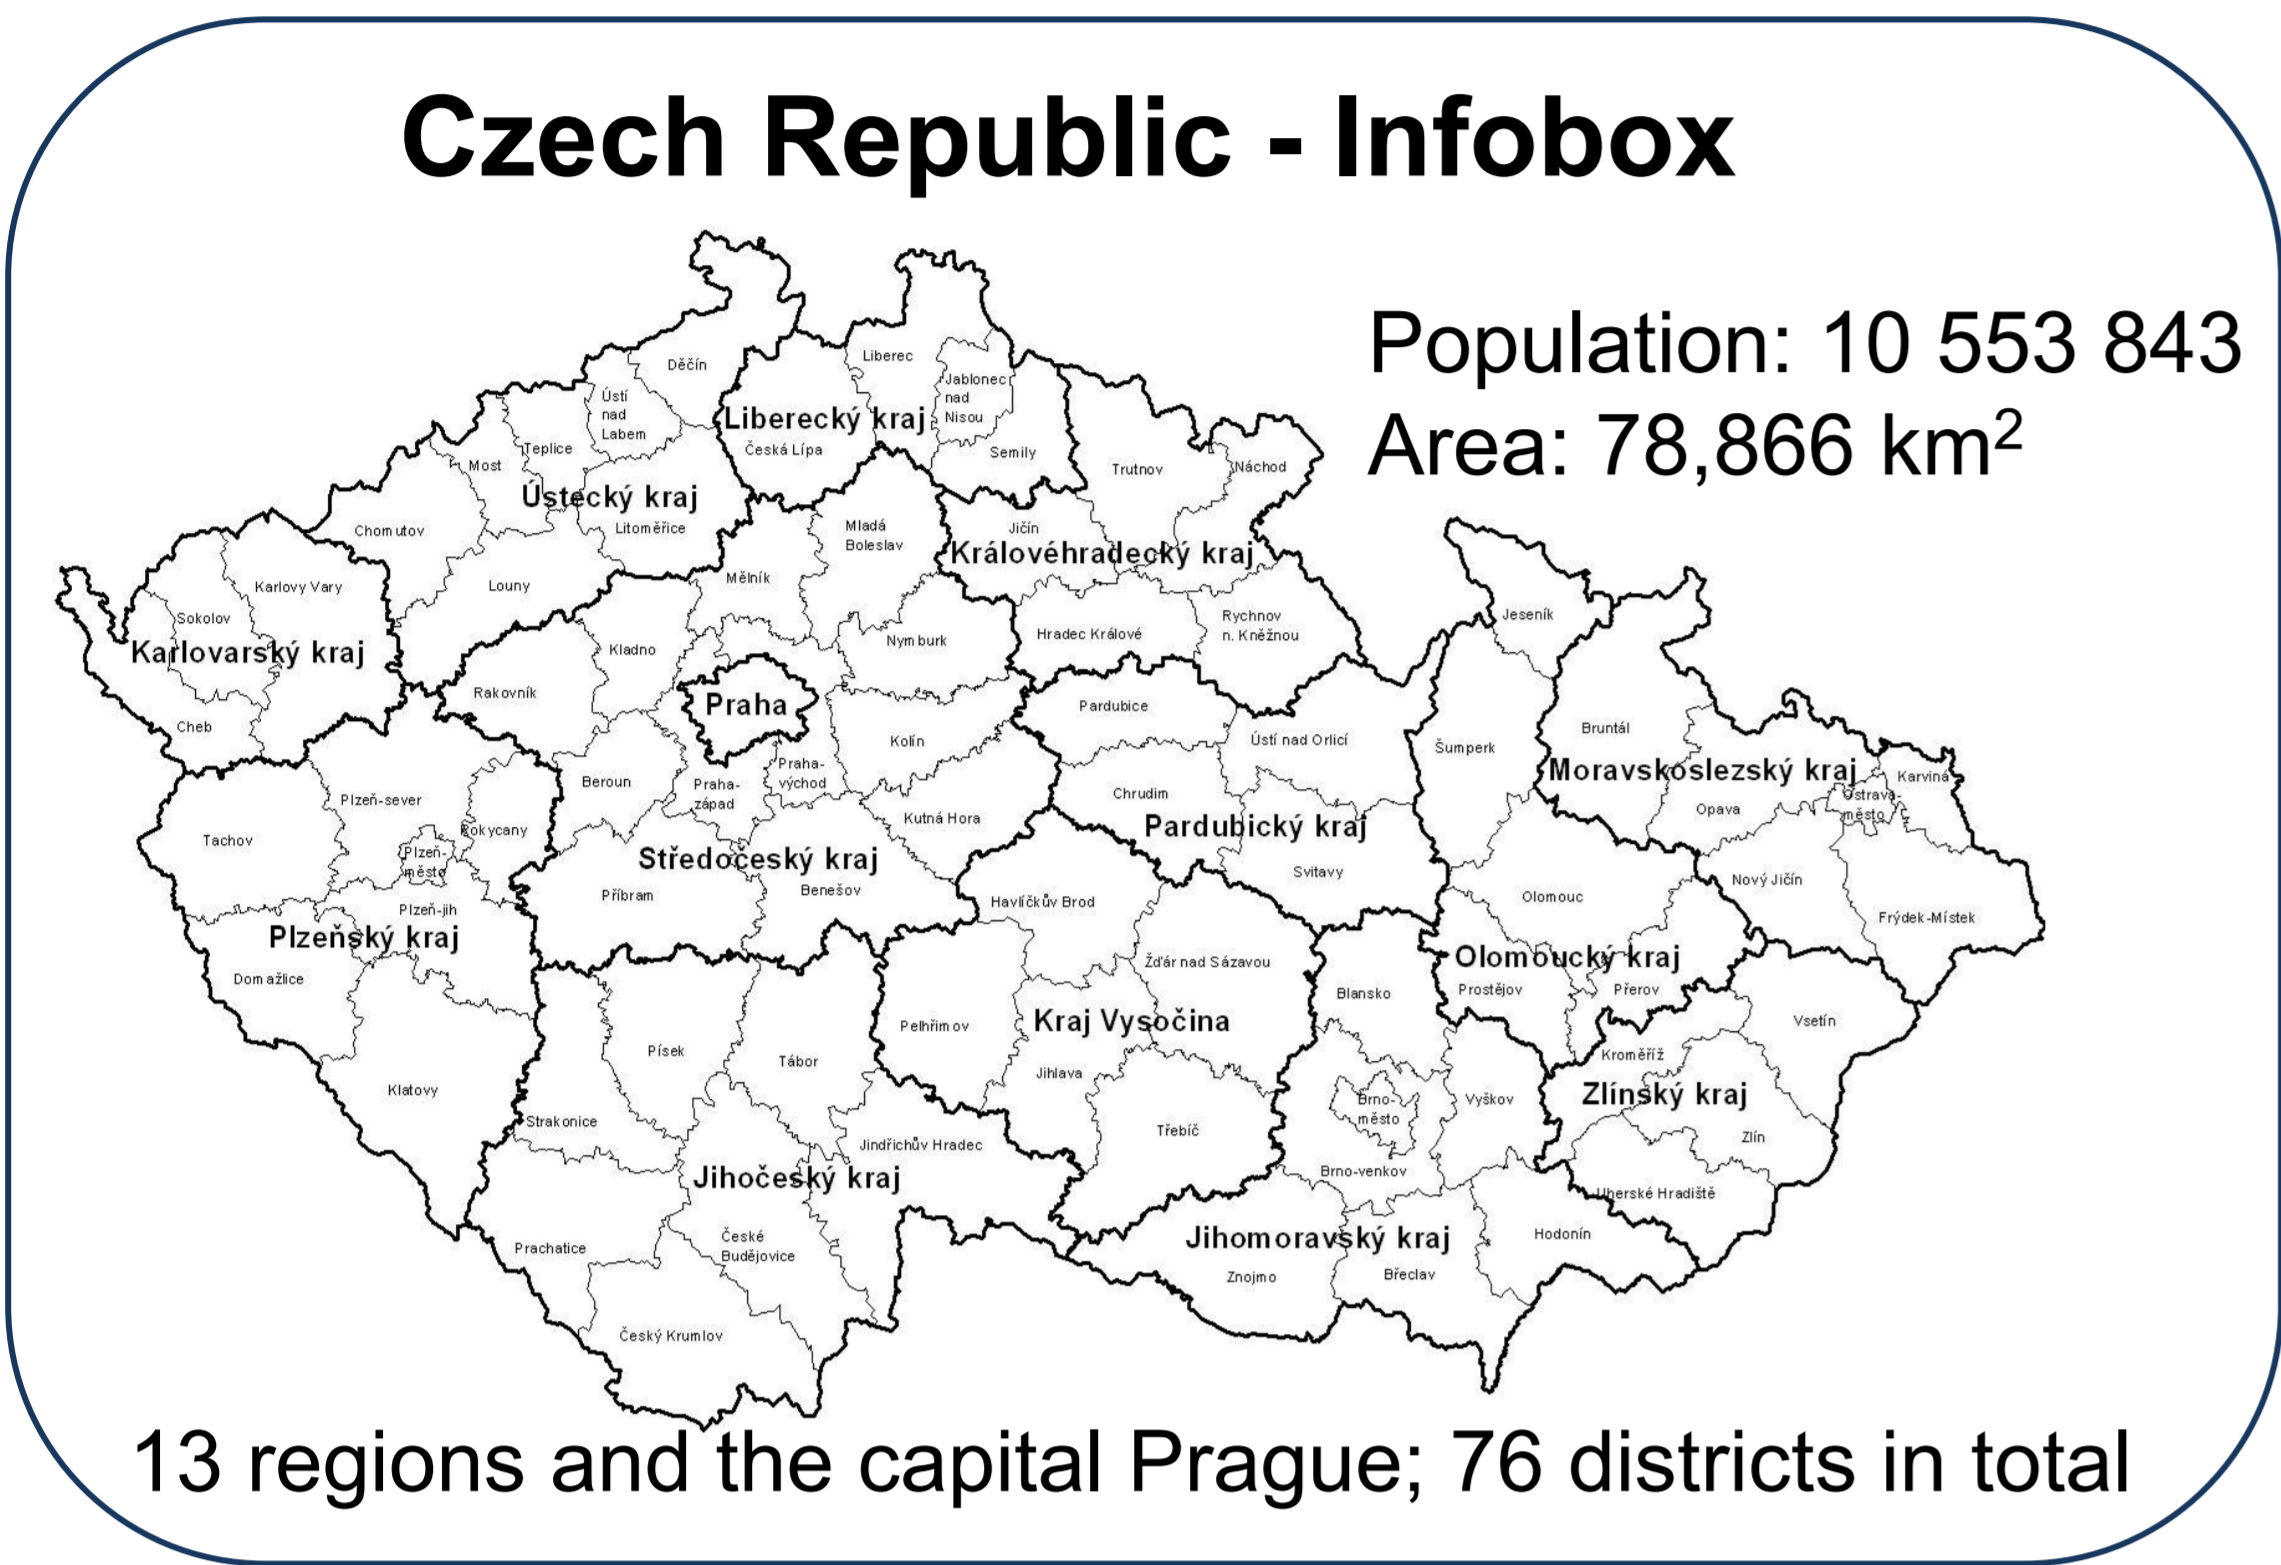 Czech Republic - Infobox
Population: 10 553 843
Area: 78,866 km²
Děčín
Liberec
Jablonec
nad
Nisou
Ústí
nad
Labem
Liberecký kraj
Česká Lípa
Semily
Teplice
Most
Trutnov
Náchod
Ústecký kraj
Litoměřice
Chomutov
Mladá
Boleslav
Jičín
Královéhradecký kraj
Karlovy Vary
Louny
Mělník
Sokolov
Karlovarský kraj
Cheb
Kladno
Rakovník
Nymburk
Hradec Králové
Rychnov
n. Kněžnou
Jeseník
Praha
Pardubice
Kolín
Ústí nad Orlicí
Šumperk
Bruntál
Moravskoslezský kraj
Karviná
Ostrava-
město
Opava
Beroun
Praha-
západ
Praha-
východ
Chrudim
Pardubický kraj
Svitavy
Kutná Hora
Plzeň-sever
Rokycany
Tachov
Plzeň-
město
Středočeský kraj
Příbram
Benešov
Havlíčkův Brod
Olomouc
Nový Jičín
Frýdek-Místek
Plzeň-jih
Plzeňský kraj
Domažlice
Žďár nad Sázavou
Olomoucký kraj
Prostějov
Přerov
Blansko
Kraj Vysočina
Pelhřimov
Vsetín
Písek
Tábor
Jihlava
Kroměříž
Zlínský kraj
Klatovy
Strakonice
Třebíč
Brno-
město
Vyškov
Zlín
Jindřichův Hradec
Jihočeský kraj
Brno-venkov
Uherské Hradiště
Prachatice
České
Budějovice
Jihomoravský kraj
Hodonín
Znojmo
Břeclav
Český Krumlov
13 regions and the capital Prague; 76 districts in total